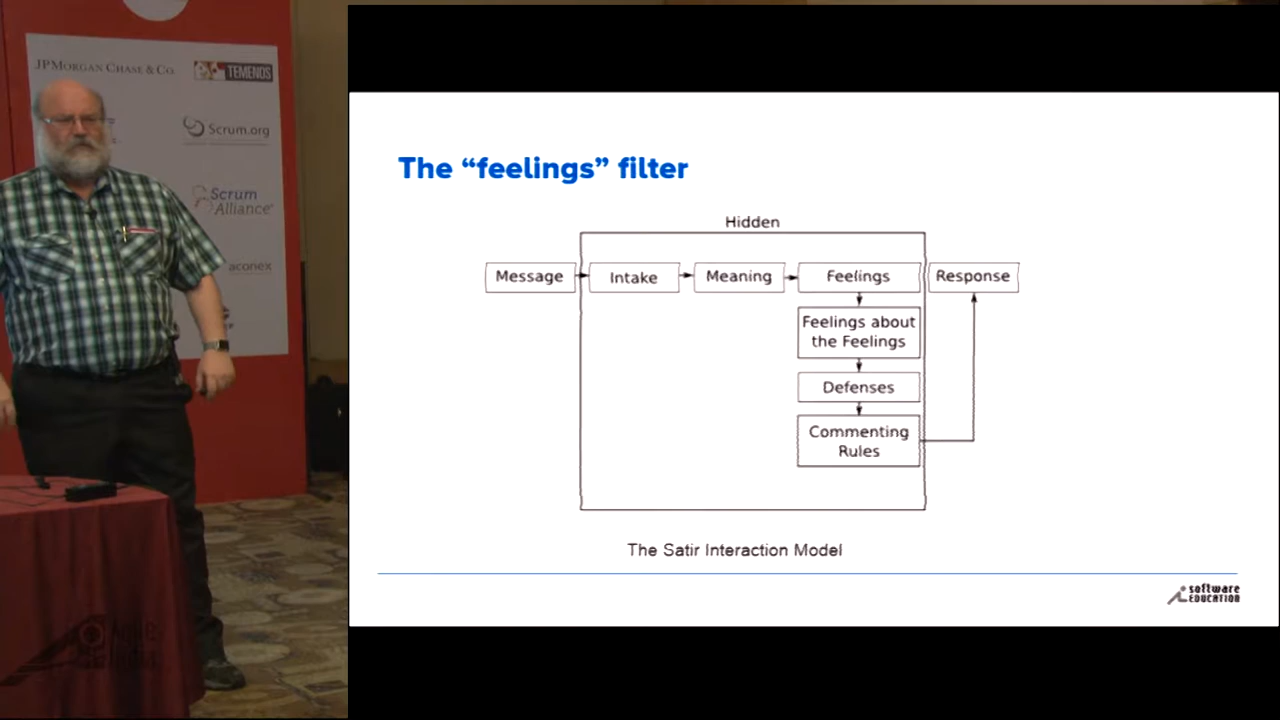 JPMORGAN CHASE & CO.
TEMENOS
Scrum.org
Scrum
Alliance
aconex
The “feelings” filter
Hidden
Message
Intake
Meaning
Feelings
Response
Feelings about
the Feelings
Defenses
Commenting
Rules
The Satir Interaction Model
software
EDUCATION